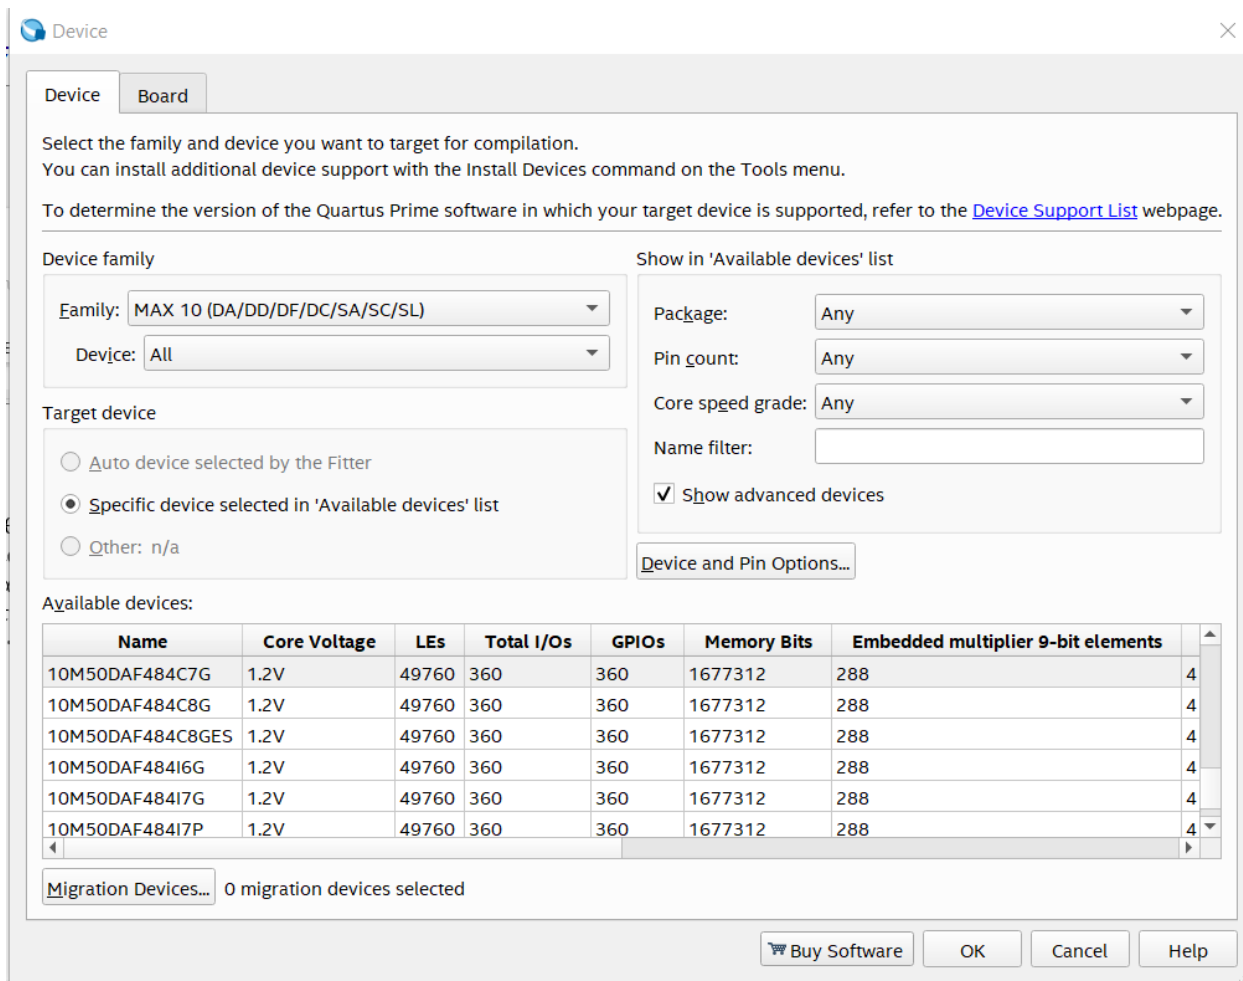 Device
Device Board
Select the family and device you want to target for compilation.
You can install additional device support with the Install Devices command on the Tools menu.
To determine the version of the Quartus Prime software in which your target device is supported, refer to the Device Support List webpage.
Device family
Family: MAX 10 (DA/DD/DF/DC/SA/SC/SL)
Device: All
Show in 'Available devices' list
Package: Any
Pin count: Any
Core speed grade: Any
Name filter:
Show advanced devices
Target device
Auto device selected by the Fitter
Specific device selected in 'Available devices' list
Other: n/a
Device and Pin Options...
Available devices:
Name Core Voltage LEs Total I/Os GPIOs Memory Bits Embedded multiplier 9-bit elements
10M50DAF484C7G 1.2V 49760 360 360 1677312 288 4
10M50DAF484C8G 1.2V 49760 360 360 1677312 288 4
10M50DAF484C8GES 1.2V 49760 360 360 1677312 288 4
10M50DAF484I6G 1.2V 49760 360 360 1677312 288 4
10M50DAF484I7G 1.2V 49760 360 360 1677312 288 4
10M50DAF484I7P 1.2V 49760 360 360 1677312 288 4
Migration Devices... 0 migration devices selected
Buy Software OK Cancel Help